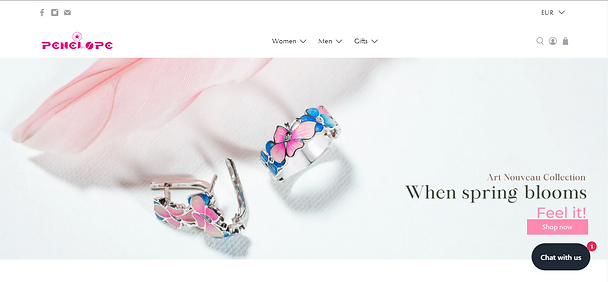 EUR
PENELOPE
Women Men Gifts
Art Nouveau Collection
When spring blooms
Feel it!
Shop now
1
Chat with us